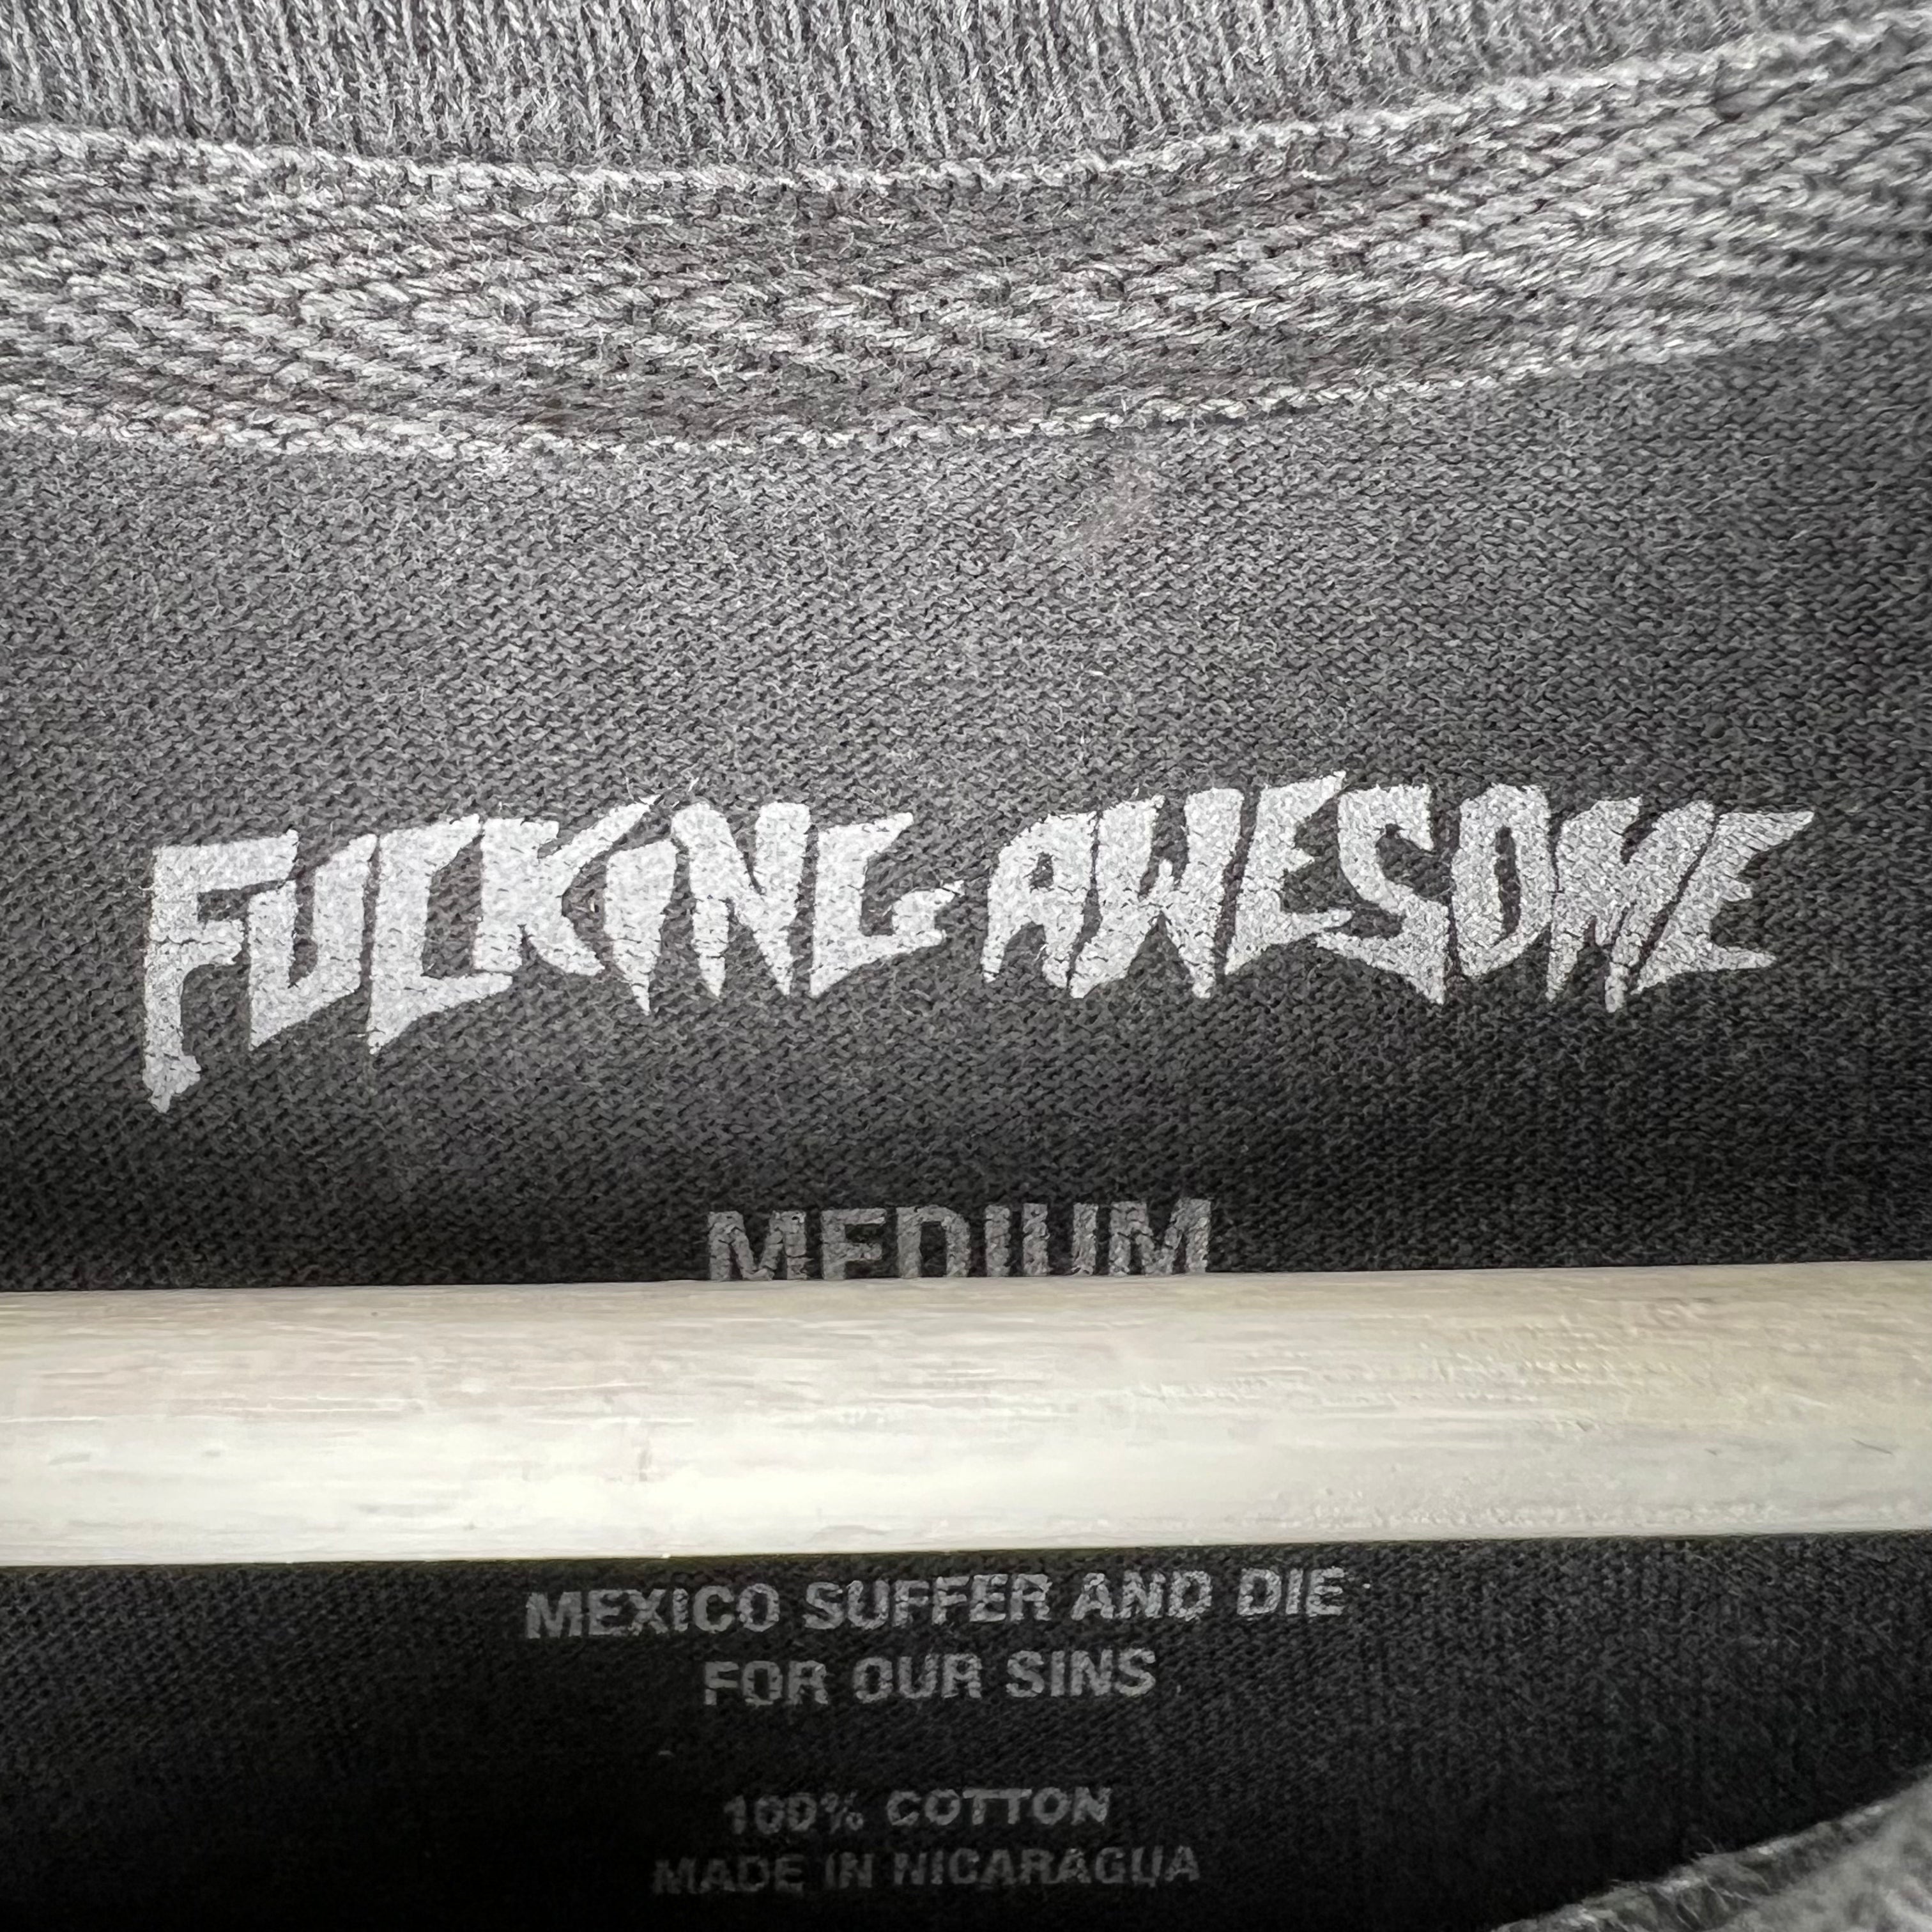 FUCKING AWESOME
MEDIUM
MEXICO SUFFER AND DIE
FOR OUR SINS
100% COTTON
MADE IN NICARAGUA